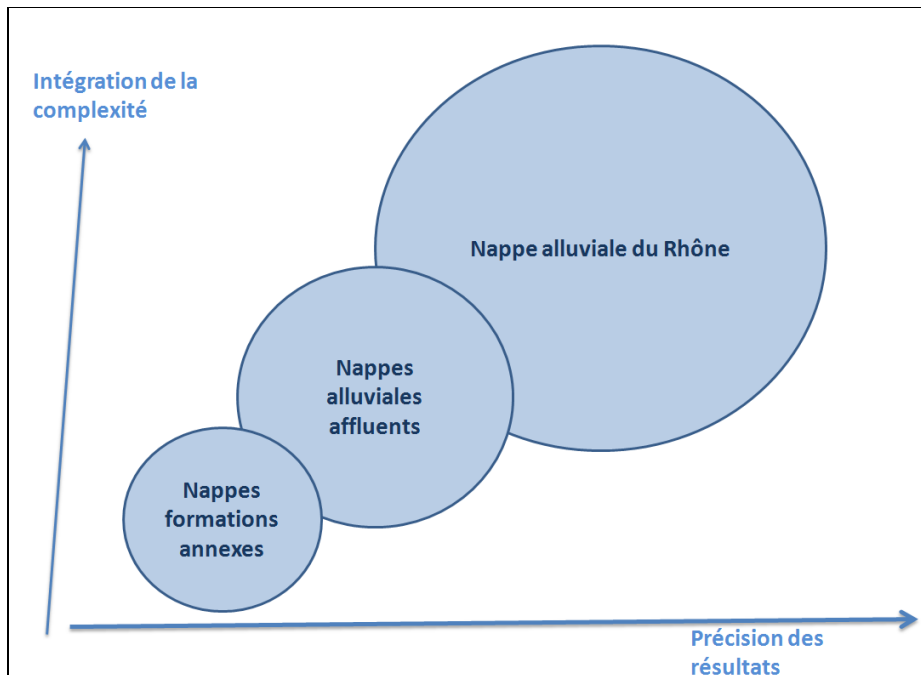 Intégration de la
complexité
Nappe alluviale du Rhône
Nappes
alluviales
affluents
Nappes
formations
annexes
Précision des
résultats